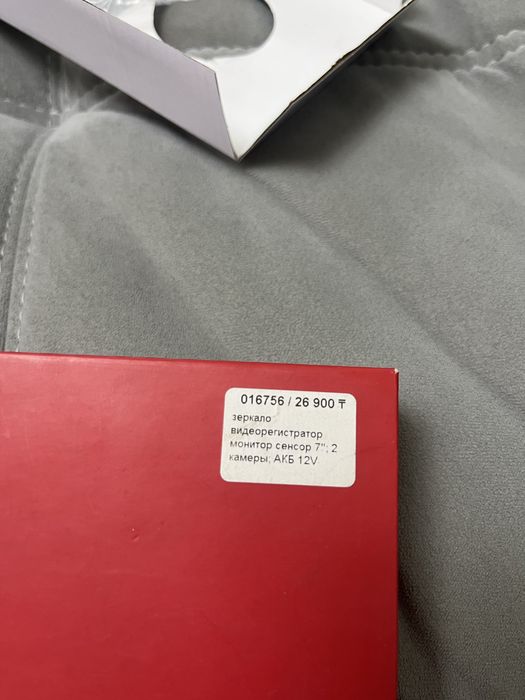 016756 / 26 900 ₸
зеркало
видеорегистратор
монитор сенсор 7"; 2
камеры; АКБ 12V